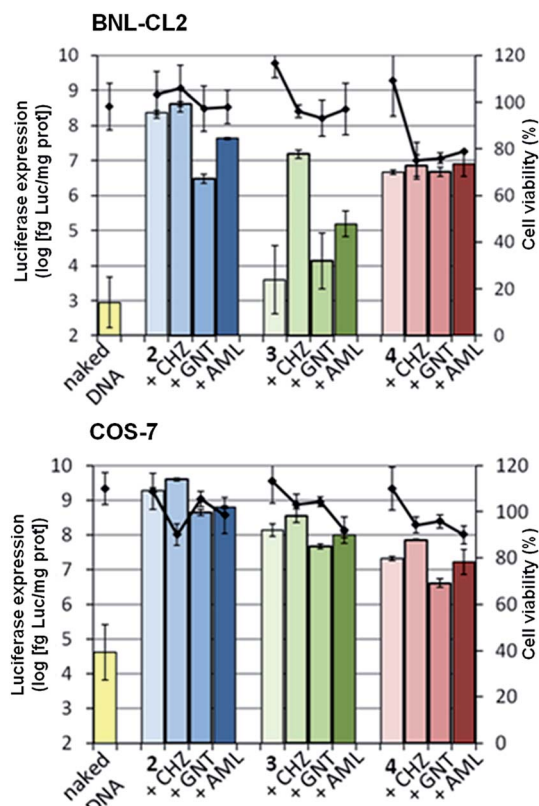 BNL-CL2
Luciferase expression
(log [fg Luc/mg prot])
10
9
8
7
6
5
4
3
2
120
100
80
60
40
20
0
Cell viability (%)
naked
DNA
2
+ CHZ
+ GNT
+ AML
3
+ CHZ
+ GNT
+ AML
4
+ CHZ
+ GNT
+ AML
COS-7
Luciferase expression
(log [fg Luc/mg prot])
10
9
8
7
6
5
4
3
2
120
100
80
60
40
20
0
Cell viability (%)
naked
DNA
2
+ CHZ
+ GNT
+ AML
3
+ CHZ
+ GNT
+ AML
4
+ CHZ
+ GNT
+ AML